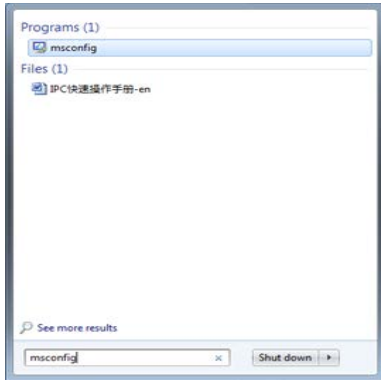 Programs (1)
msconfig
Files (1)
IPC快速操作手册-en
See more results
msconfig
Shut down